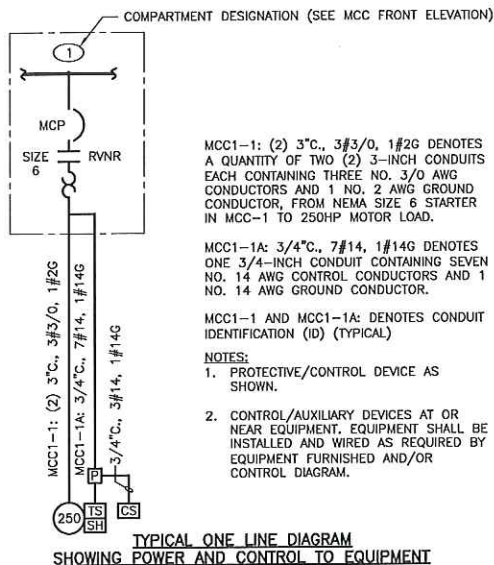 COMPARTMENT DESIGNATION (SEE MCC FRONT ELEVATION)
1
MCP
SIZE 6
RVNR
MCC1-1: (2) 3"C., 3#3/0, 1#2G
MCC1-1A: 3/4"C., 7#14, 1#14G
3/4"C., 3#14, 1#14G
P
250
TS
SH
CS
MCC1-1: (2) 3"C., 3#3/0, 1#2G DENOTES
A QUANTITY OF TWO (2) 3-INCH CONDUITS
EACH CONTAINING THREE NO. 3/0 AWG
CONDUCTORS AND 1 NO. 2 AWG GROUND
CONDUCTOR, FROM NEMA SIZE 6 STARTER
IN MCC-1 TO 250HP MOTOR LOAD.
MCC1-1A: 3/4"C., 7#14, 1#14G DENOTES
ONE 3/4-INCH CONDUIT CONTAINING SEVEN
NO. 14 AWG CONTROL CONDUCTORS AND 1
NO. 14 AWG GROUND CONDUCTOR.
MCC1-1 AND MCC1-1A: DENOTES CONDUIT
IDENTIFICATION (ID) (TYPICAL)
NOTES:
1. PROTECTIVE/CONTROL DEVICE AS
SHOWN.
2. CONTROL/AUXILIARY DEVICES AT OR
NEAR EQUIPMENT. EQUIPMENT SHALL BE
INSTALLED AND WIRED AS REQUIRED BY
EQUIPMENT FURNISHED AND/OR
CONTROL DIAGRAM.
TYPICAL ONE LINE DIAGRAM
SHOWING POWER AND CONTROL TO EQUIPMENT